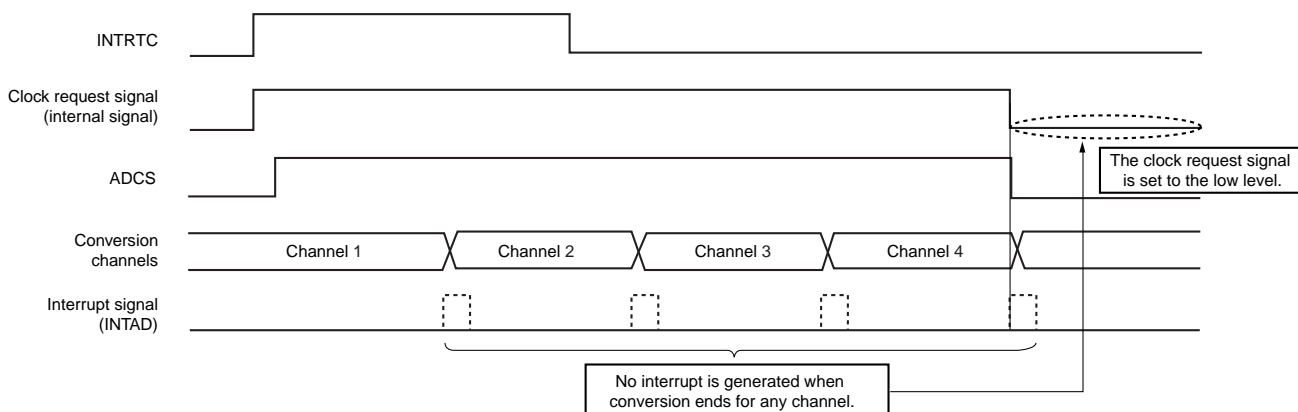 INTRTC
Clock request signal
(internal signal)
The clock request signal
is set to the low level.
ADCS
Conversion
channels
Channel 1
Channel 2
Channel 3
Channel 4
Interrupt signal
(INTAD)
No interrupt is generated when
conversion ends for any channel.